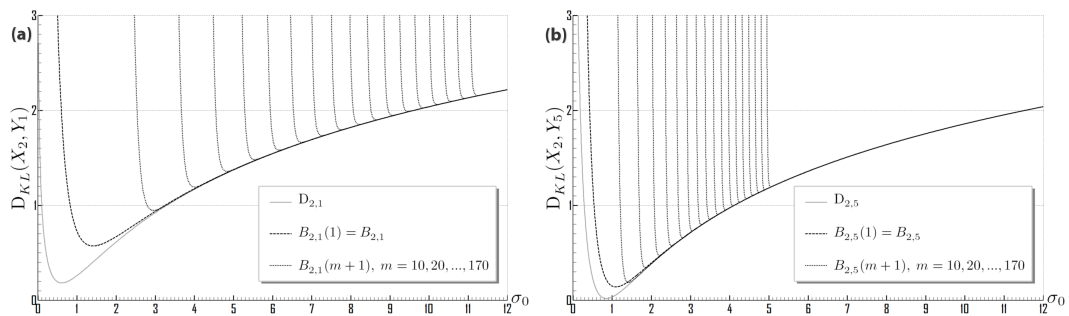 (a)
D_{KL}(X_2, Y_1)
3
2
1
0
0 1 2 3 4 5 6 7 8 9 10 11 12
σ_0
D_{2,1}
B_{2,1}(1) = B_{2,1}
B_{2,1}(m + 1), m = 10, 20, ..., 170
(b)
D_{KL}(X_2, Y_5)
3
2
1
0
0 1 2 3 4 5 6 7 8 9 10 11 12
σ_0
D_{2,5}
B_{2,5}(1) = B_{2,5}
B_{2,5}(m + 1), m = 10, 20, ..., 170